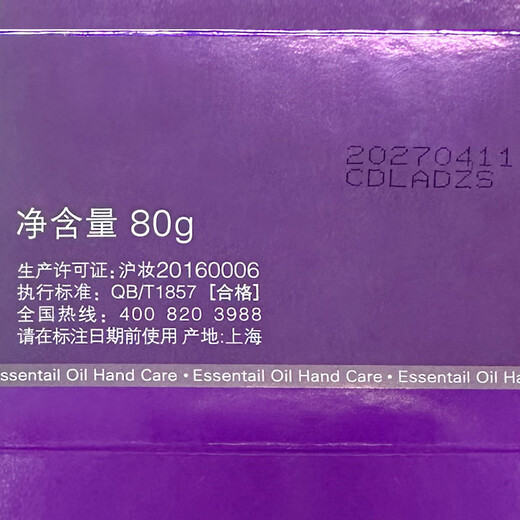 20270411
CDLADZS
净含量 80g
生产许可证: 沪妆20160006
执行标准: QB/T1857 [合格]
全国热线: 400 820 3988
请在标注日期前使用 产地:上海
ssentail Oil Hand Care • Essentail Oil Hand Care • Essentail Oil Ha